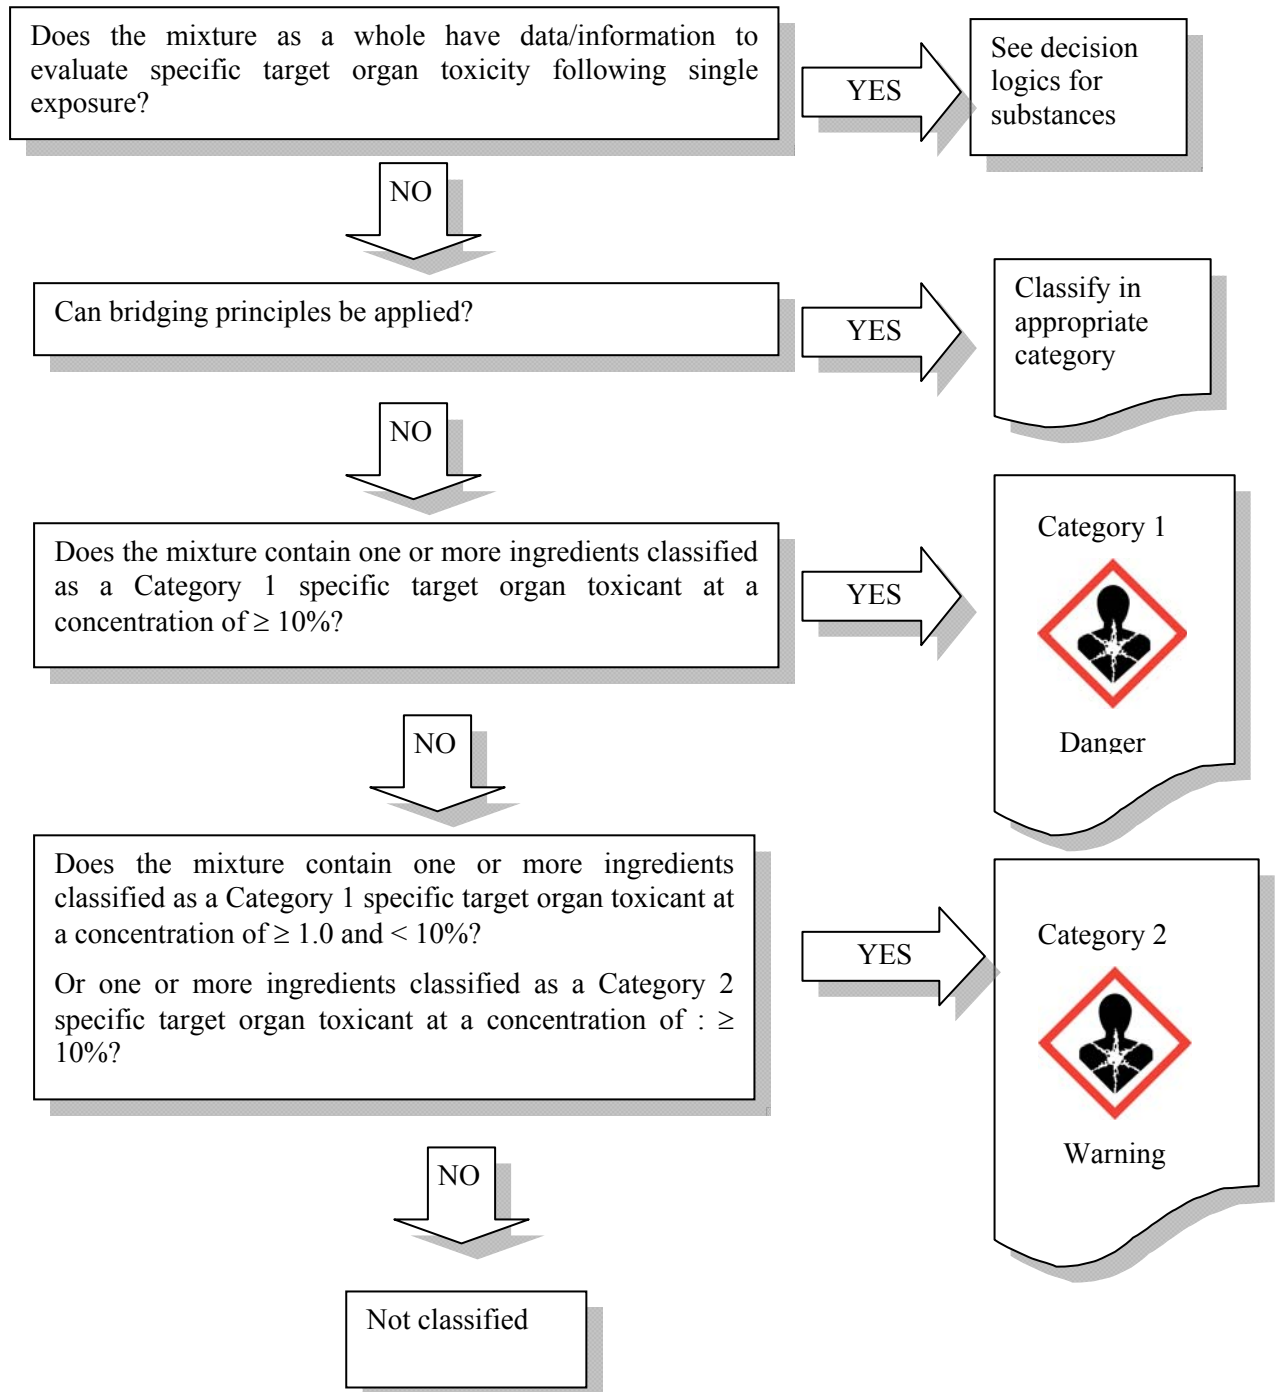 Does the mixture as a whole have data/information to
evaluate specific target organ toxicity following single
exposure?
YES
See decision
logics for
substances
NO
Can bridging principles be applied?
YES
Classify in
appropriate
category
NO
Does the mixture contain one or more ingredients classified
as a Category 1 specific target organ toxicant at a
concentration of ≥ 10%?
YES
Category 1
Danger
NO
Does the mixture contain one or more ingredients
classified as a Category 1 specific target organ toxicant at
a concentration of ≥ 1.0 and < 10%?
Or one or more ingredients classified as a Category 2
specific target organ toxicant at a concentration of : ≥
10%?
YES
Category 2
Warning
NO
Not classified